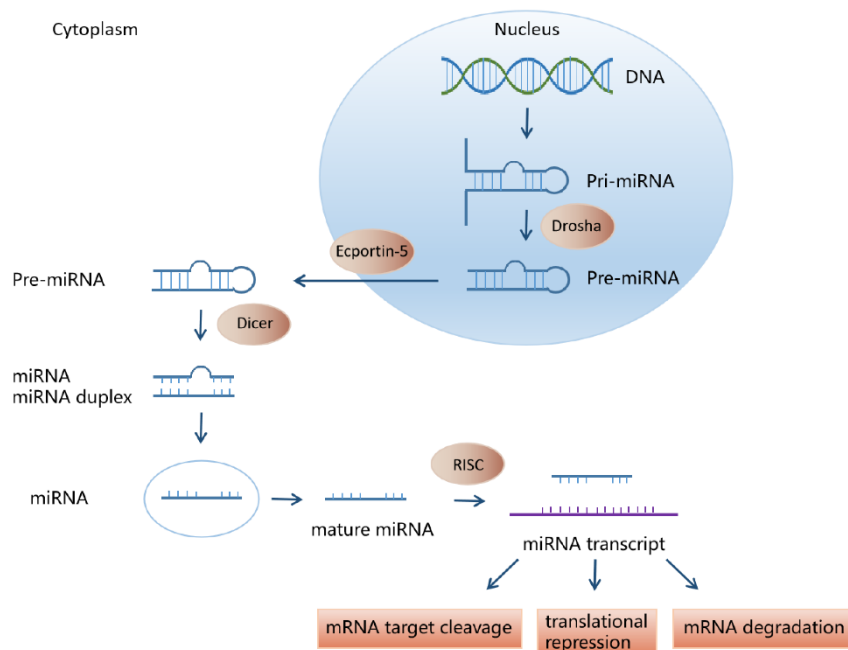 Cytoplasm
Nucleus
DNA
Pri-miRNA
Drosha
Ecportin-5
Pre-miRNA
Pre-miRNA
Dicer
miRNA
miRNA duplex
RISC
miRNA
mature miRNA
miRNA transcript
mRNA target cleavage
translational
repression
mRNA degradation